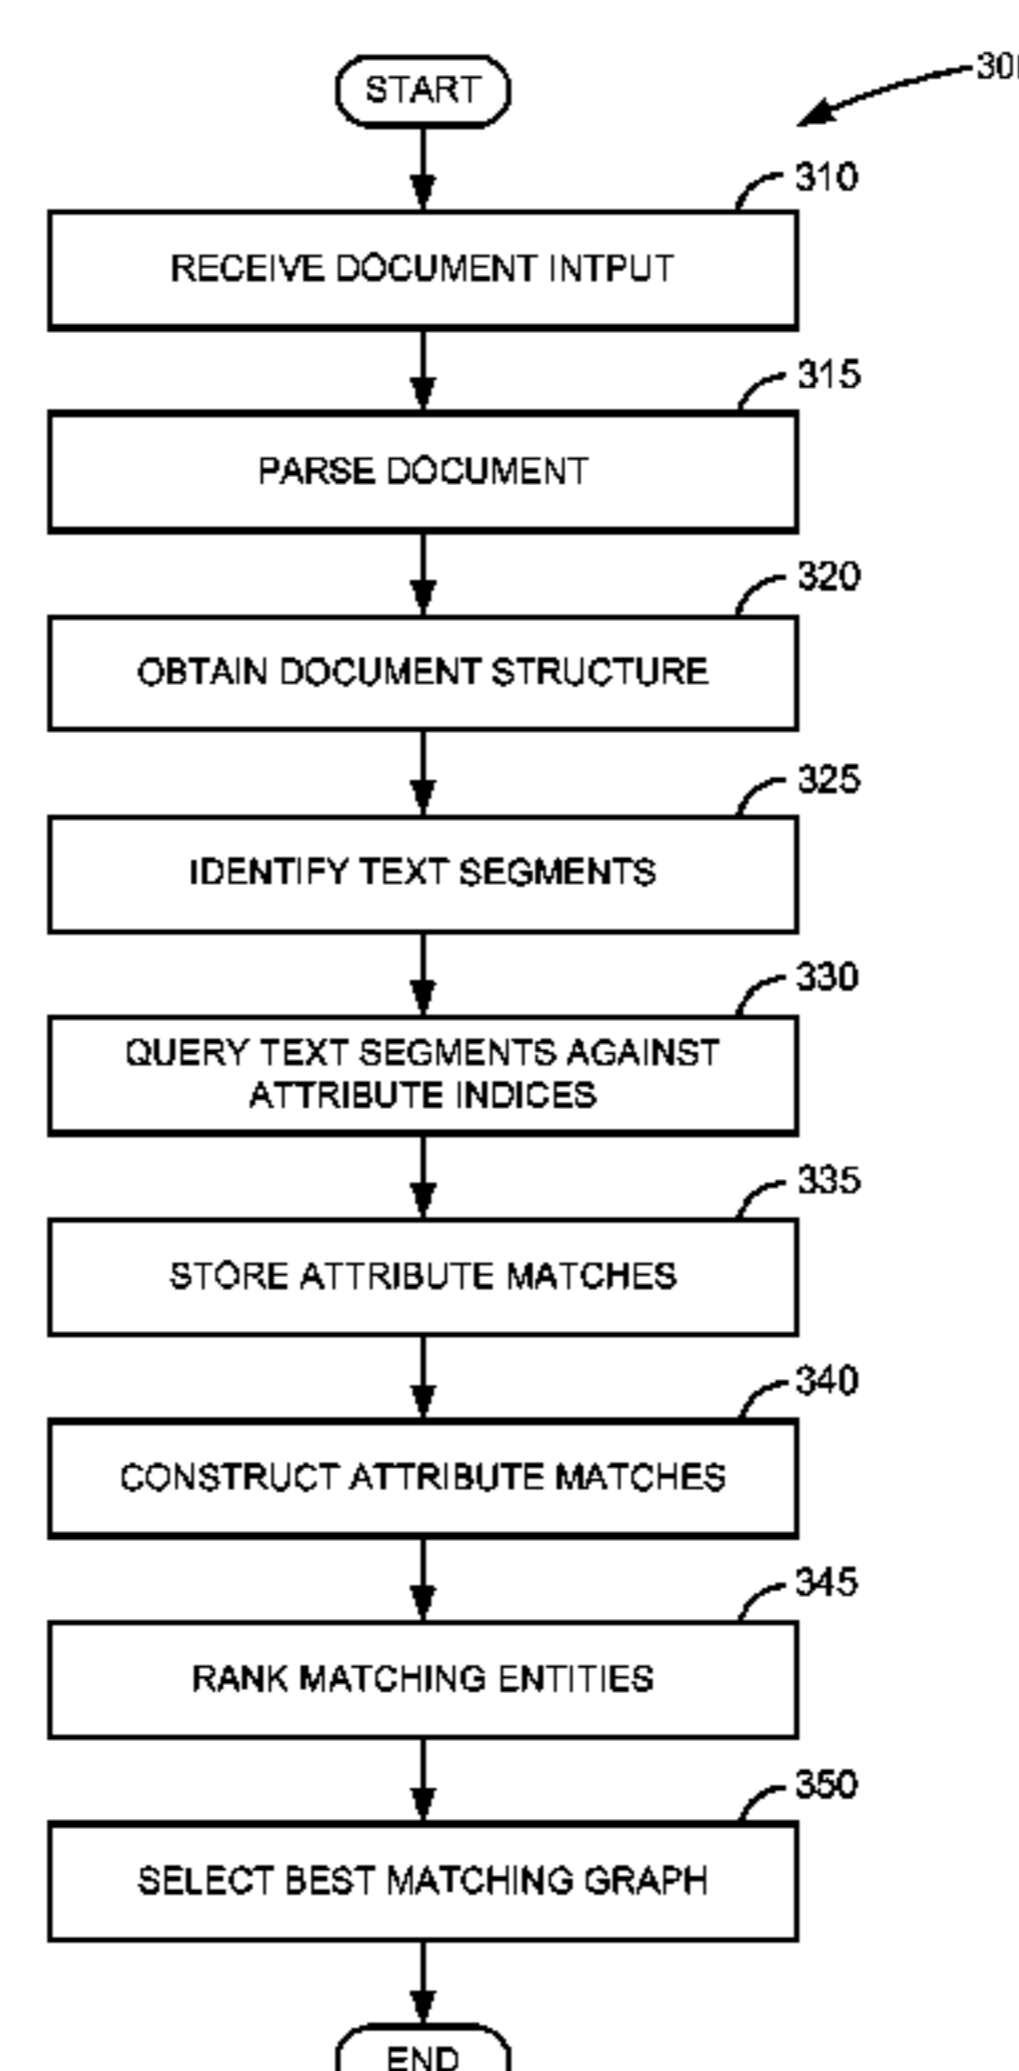 START
310
RECEIVE DOCUMENT INTPUT
315
PARSE DOCUMENT
320
OBTAIN DOCUMENT STRUCTURE
325
IDENTIFY TEXT SEGMENTS
330
QUERY TEXT SEGMENTS AGAINST
ATTRIBUTE INDICES
335
STORE ATTRIBUTE MATCHES
340
CONSTRUCT ATTRIBUTE MATCHES
345
RANK MATCHING ENTITIES
350
SELECT BEST MATCHING GRAPH
END